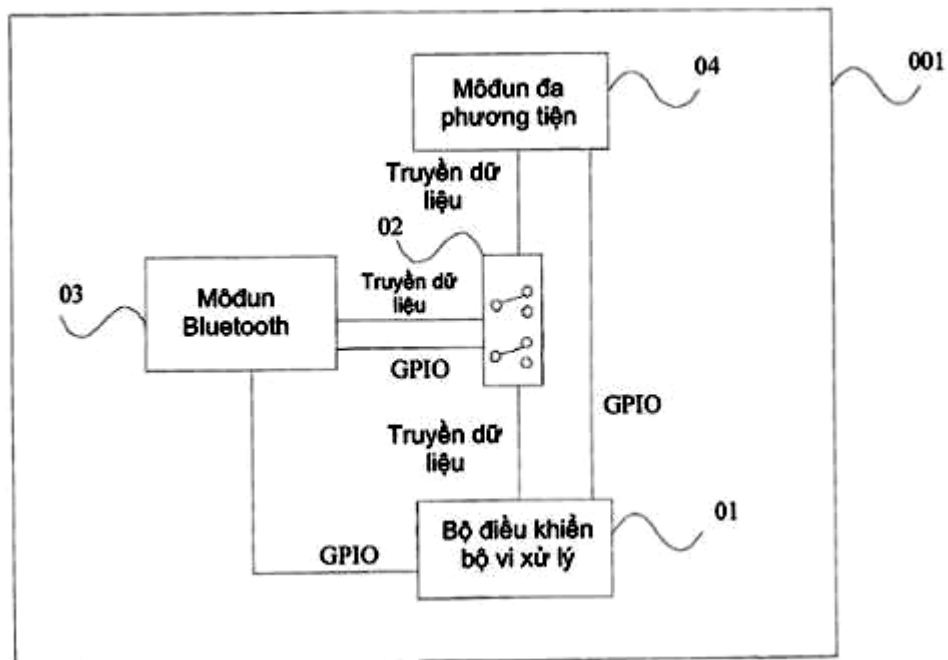 04
001
Môđun đa
phương tiện
Truyền dữ
liệu
02
Truyền dữ
liệu
03
Môđun
Bluetooth
GPIO
GPIO
Truyền dữ
liệu
01
Bộ điều khiển
bộ vi xử lý
GPIO